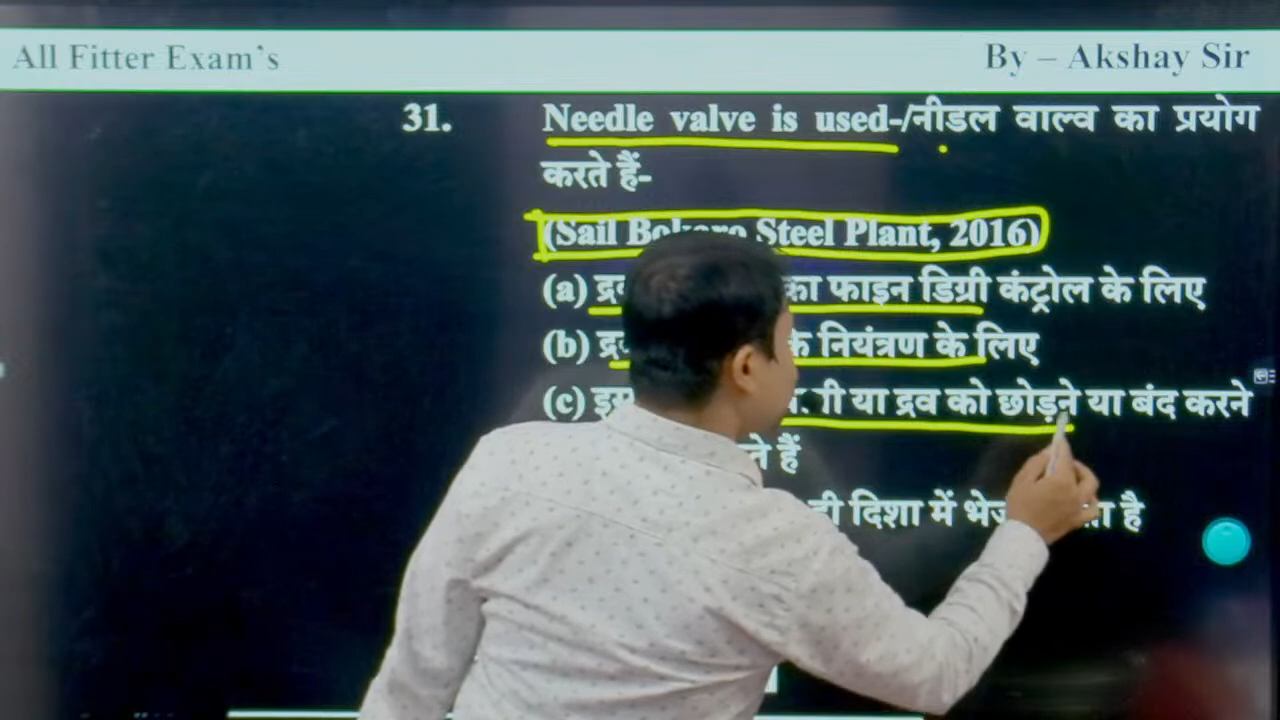 All Fitter Exam's
By – Akshay Sir
31. Needle valve is used-/नीडल वाल्व का प्रयोग
करते हैं-
(Sail Steel Plant, 2016)
(a) का फाइन डिग्री कंट्रोल के लिए
(b) नियंत्रण के लिए
(c) या द्रव को छोड़ने या बंद करने
हैं
दिशा में है